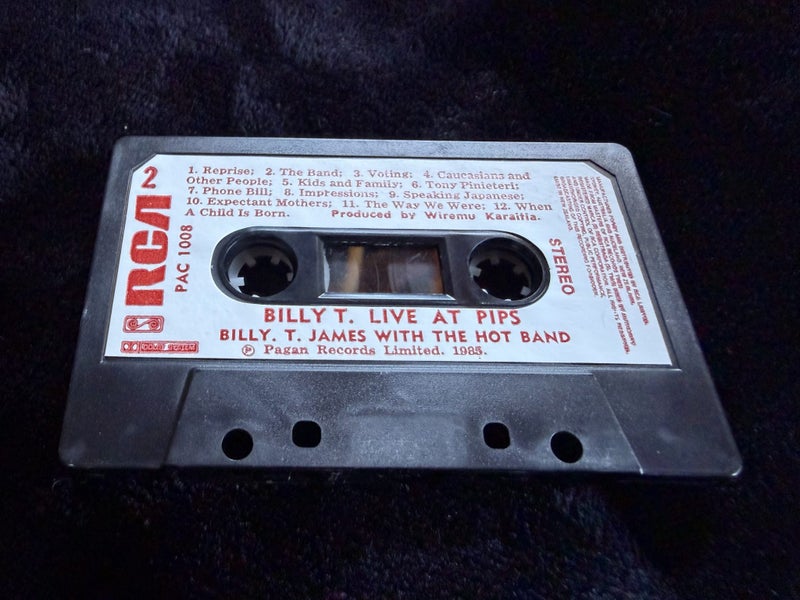 2
1. Reprise; 2. The Band; 3. Voting; 4. Caucasians and
Other People; 5. Kids and Family; 6. Tony Pinieteri;
7. Phone Bill; 8. Impressions; 9. Speaking Japanese;
10. Expectant Mothers; 11. The Way We Were; 12. When
A Child Is Born. Produced by Wiremu Karaitia.
RCA
PAC 1008
STEREO
BILLY T. LIVE AT PIPS
BILLY. T. JAMES WITH THE HOT BAND
℗ Pagan Records Limited. 1985.
DOLBY SYSTEM